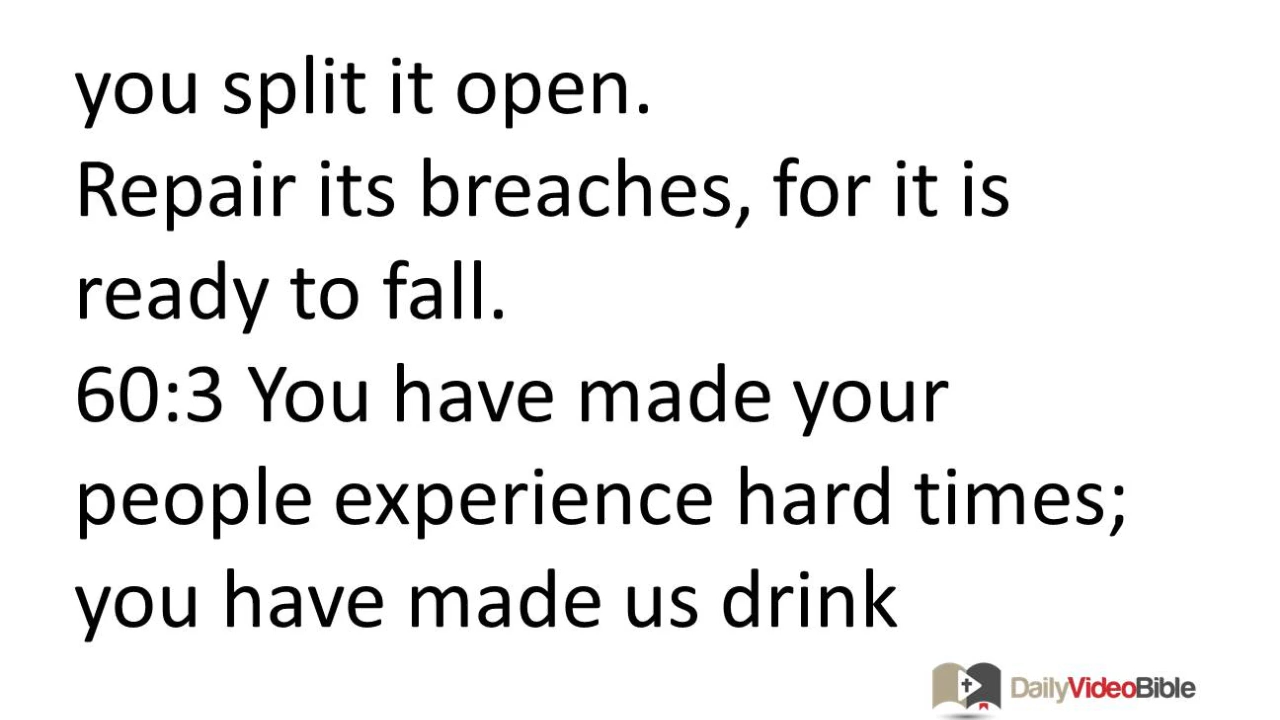 you split it open.
Repair its breaches, for it is
ready to fall.
60:3 You have made your
people experience hard times;
you have made us drink
DailyVideoBible